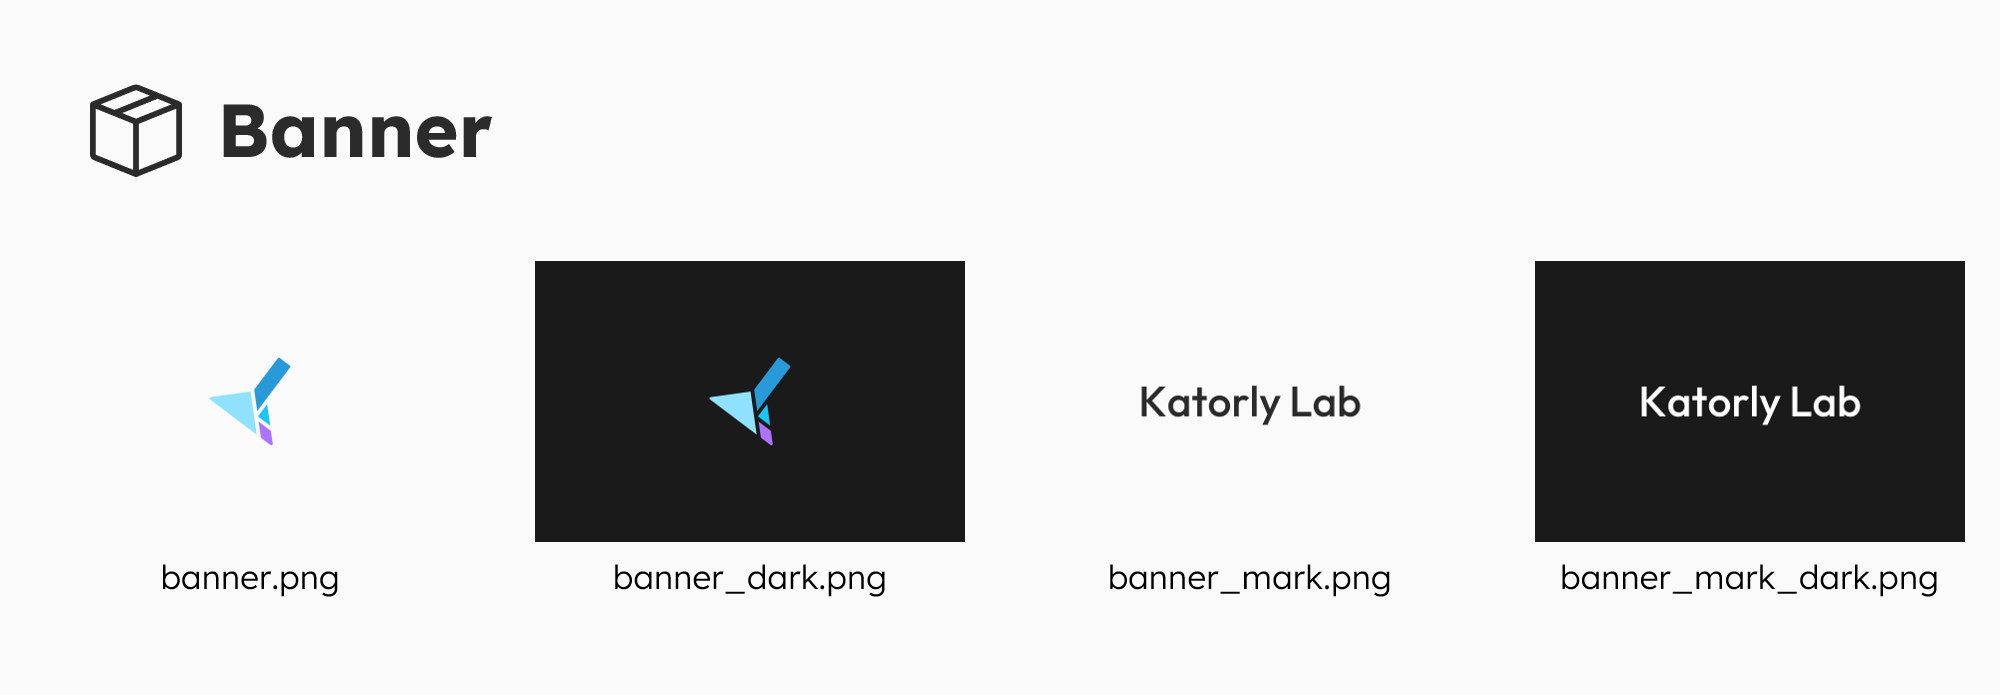 Banner
Katorly Lab
Katorly Lab
banner.png
banner_dark.png
banner_mark.png
banner_mark_dark.png